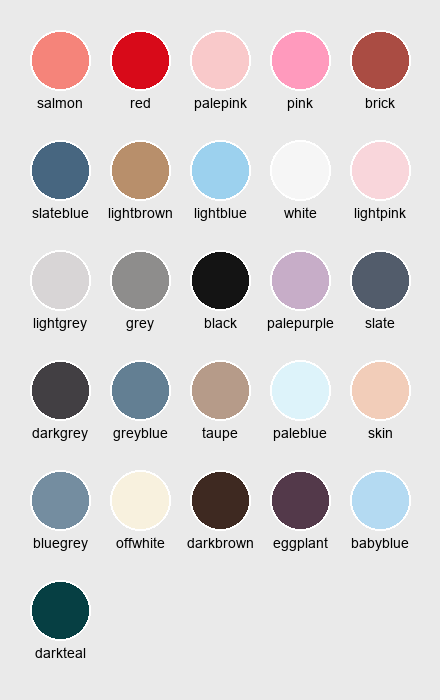 salmon red palepink pink brick
slateblue lightbrown lightblue white lightpink
lightgrey grey black palepurple slate
darkgrey greyblue taupe paleblue skin
bluegrey offwhite darkbrown eggplant babyblue
darkteal